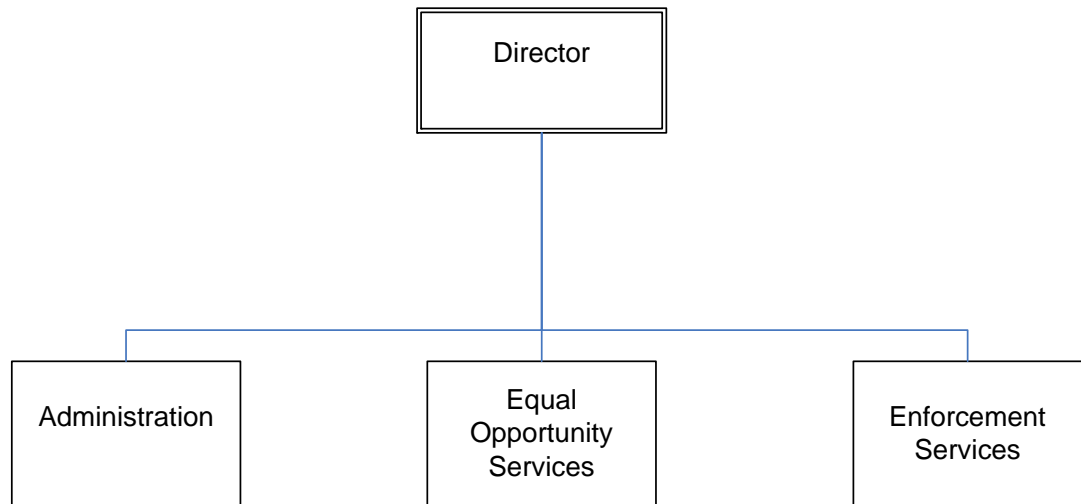 Director
Administration
Equal
Opportunity
Services
Enforcement
Services